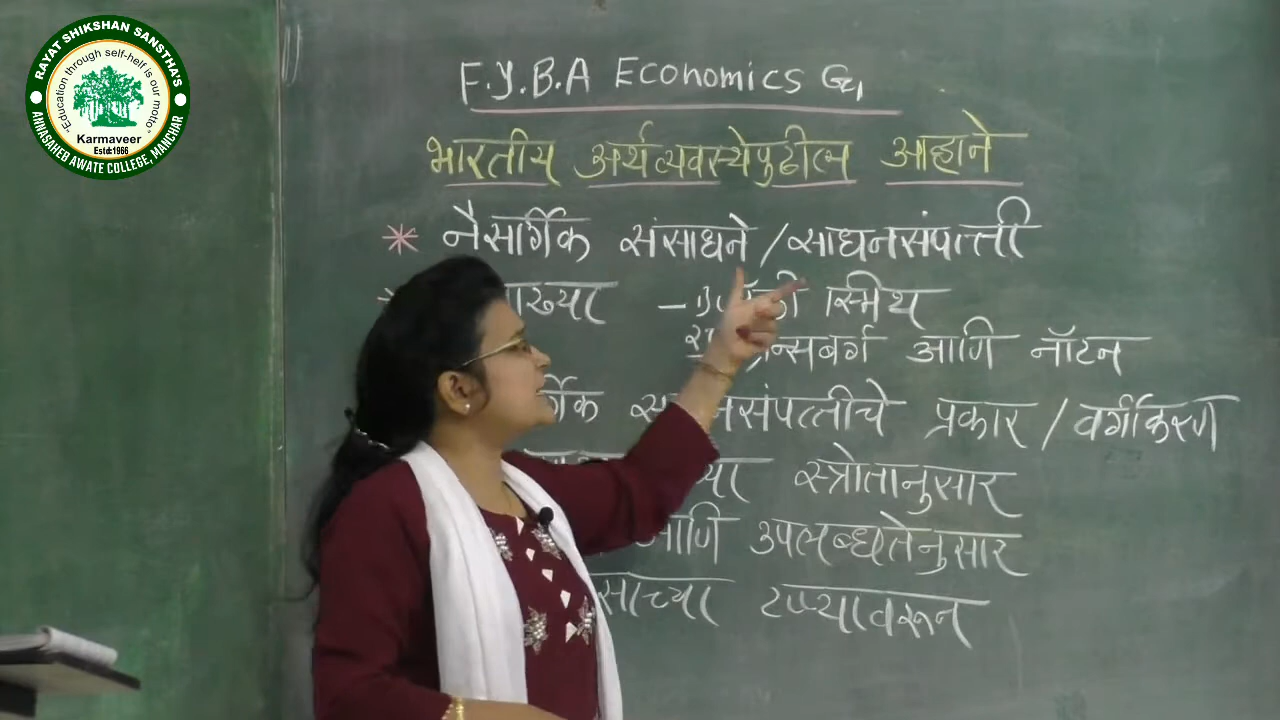 RAYAT SHIKSHAN SANSTHA'S
"Education through self-help is our motto"
Karmaveer
Estd:1966
ANNASAHEB AWATE COLLEGE, MANCHAR
F.Y.B.A Economics G1
भारतीय अर्थव्यवस्थेपुढील आव्हाने
* नैसर्गिक संसाधने / साधनसंपत्ती
स्मिथ
आणि नॉटन
प्रकार / वर्गीकरण
स्त्रोतानुसार
आणि उपलब्धतेनुसार
टप्प्यावरून